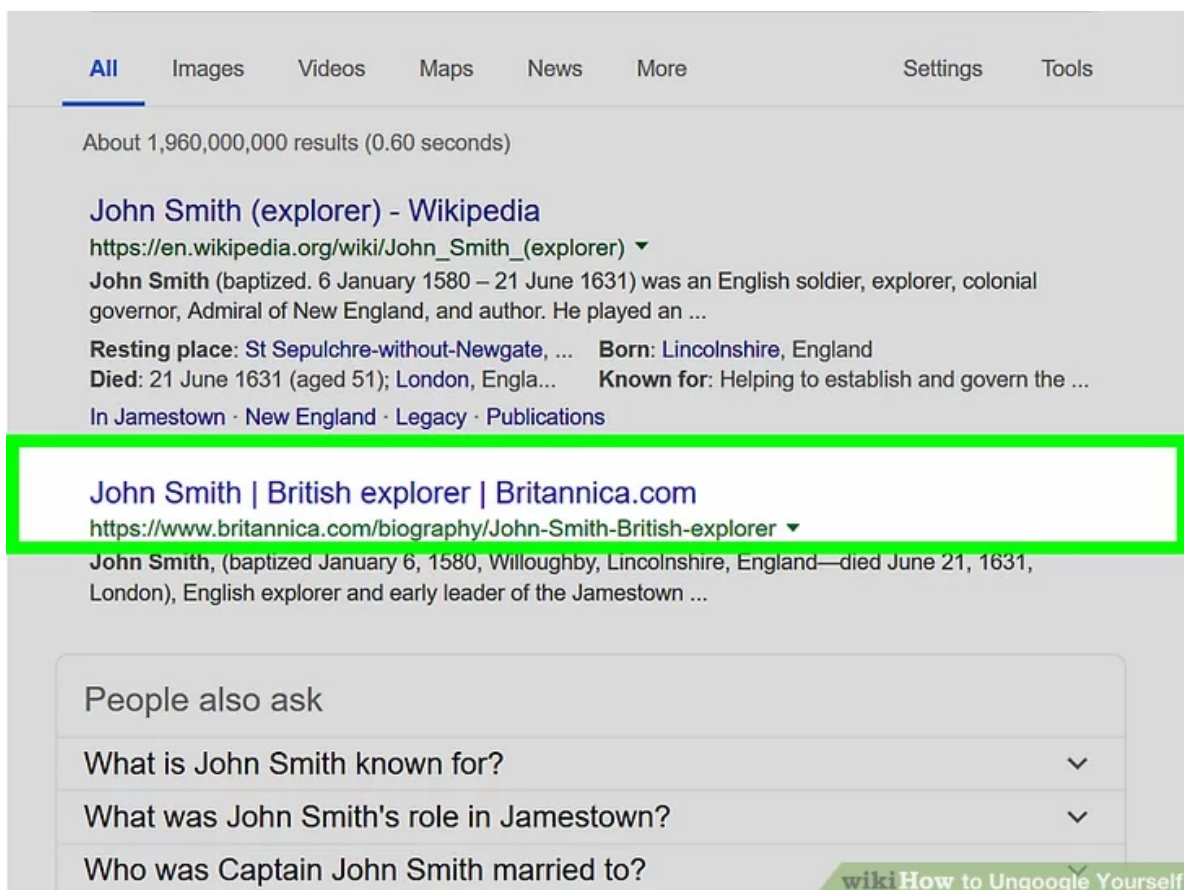 All Images Videos Maps News More Settings Tools
About 1,960,000,000 results (0.60 seconds)
John Smith (explorer) - Wikipedia
https://en.wikipedia.org/wiki/John_Smith_(explorer)
John Smith (baptized. 6 January 1580 – 21 June 1631) was an English soldier, explorer, colonial
governor, Admiral of New England, and author. He played an ...
Resting place: St Sepulchre-without-Newgate, ... Born: Lincolnshire, England
Died: 21 June 1631 (aged 51); London, Engla... Known for: Helping to establish and govern the ...
In Jamestown · New England · Legacy · Publications
John Smith | British explorer | Britannica.com
https://www.britannica.com/biography/John-Smith-British-explorer
John Smith, (baptized January 6, 1580, Willoughby, Lincolnshire, England—died June 21, 1631,
London), English explorer and early leader of the Jamestown ...
People also ask
What is John Smith known for?
What was John Smith's role in Jamestown?
Who was Captain John Smith married to?
wikiHow to Ungoogle Yourself